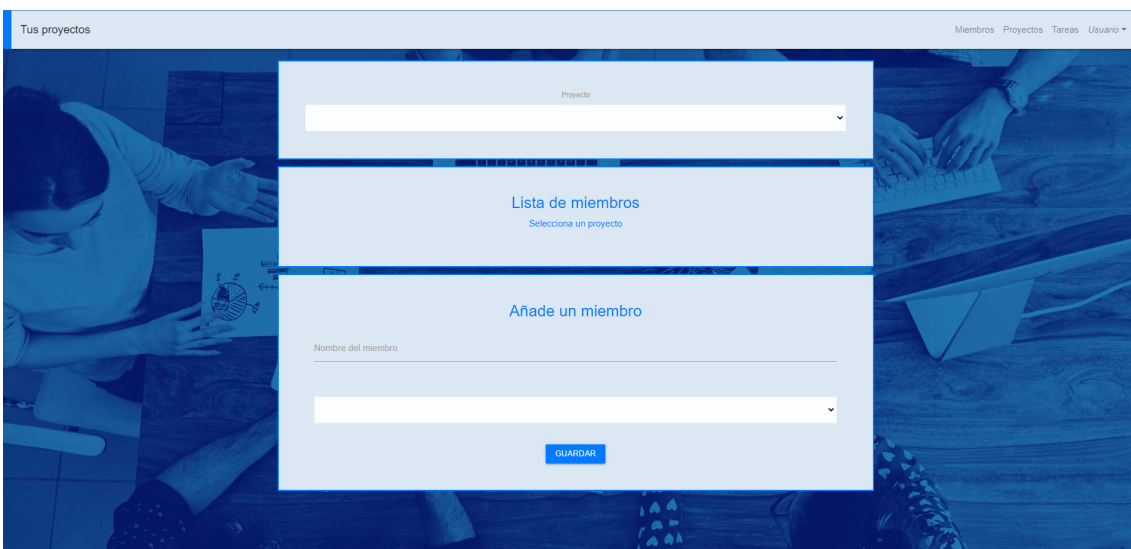 Tus proyectos
Miembros Proyectos Tareas Usuario
Proyecto
Lista de miembros
Selecciona un proyecto
Añade un miembro
Nombre del miembro
GUARDAR